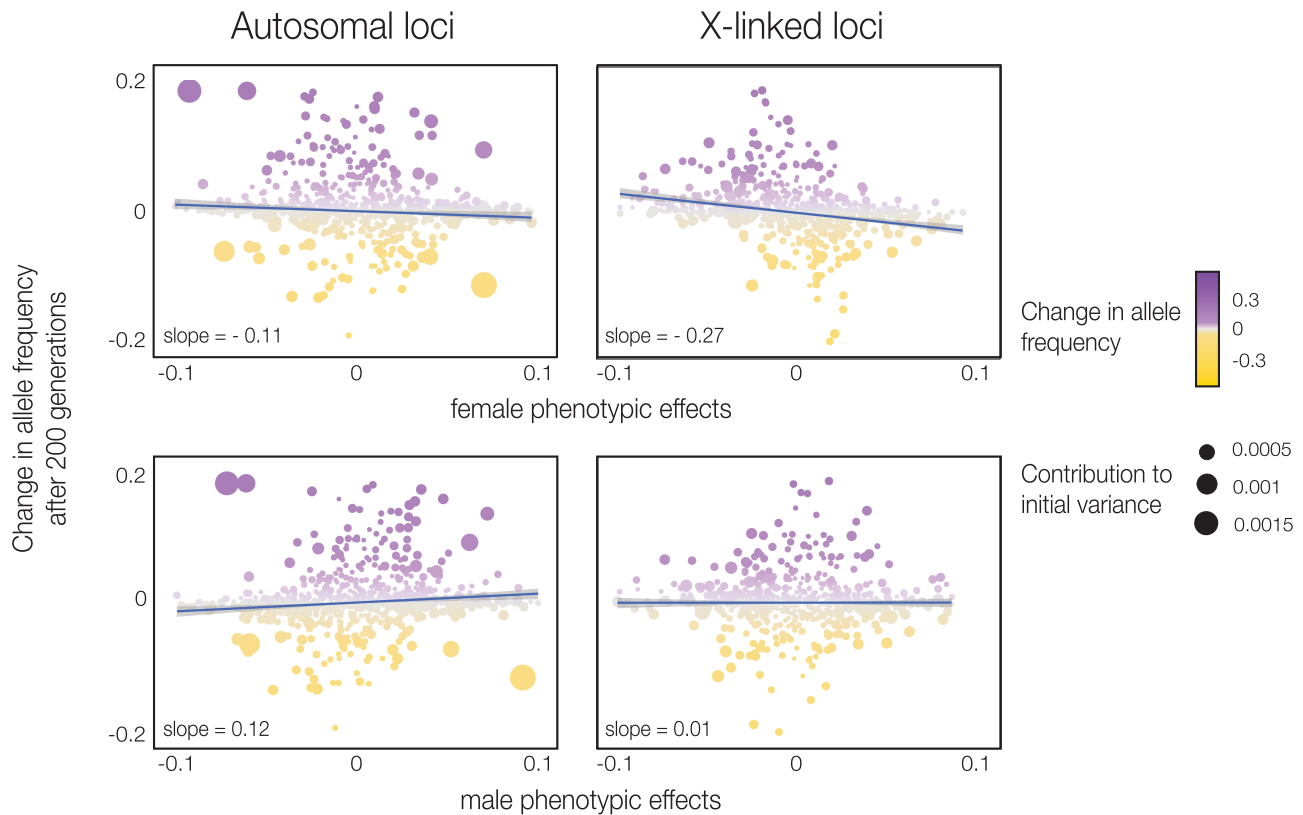 Autosomal loci
X-linked loci
Change in allele frequency
after 200 generations
0.2
0
-0.2
slope = - 0.11
slope = - 0.27
-0.1
0
0.1
-0.1
0
0.1
female phenotypic effects
0.2
0
-0.2
slope = 0.12
slope = 0.01
-0.1
0
0.1
-0.1
0
0.1
male phenotypic effects
Change in allele
frequency
0.3
0
-0.3
Contribution to
initial variance
0.0005
0.001
0.0015